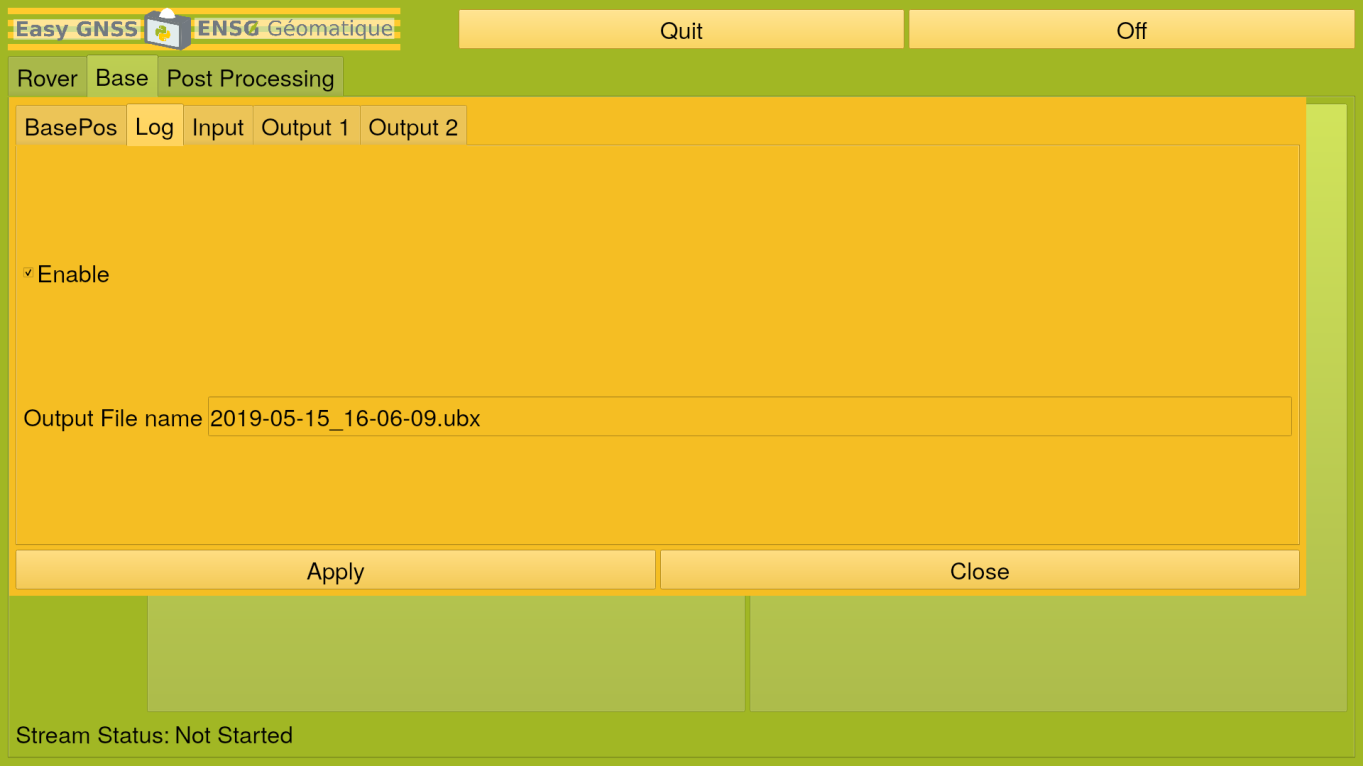 Easy GNSS ENSG Géomatique
Quit
Off
Rover Base Post Processing
BasePos Log Input Output 1 Output 2
Enable
Output File name 2019-05-15_16-06-09.ubx
Apply
Close
Stream Status: Not Started